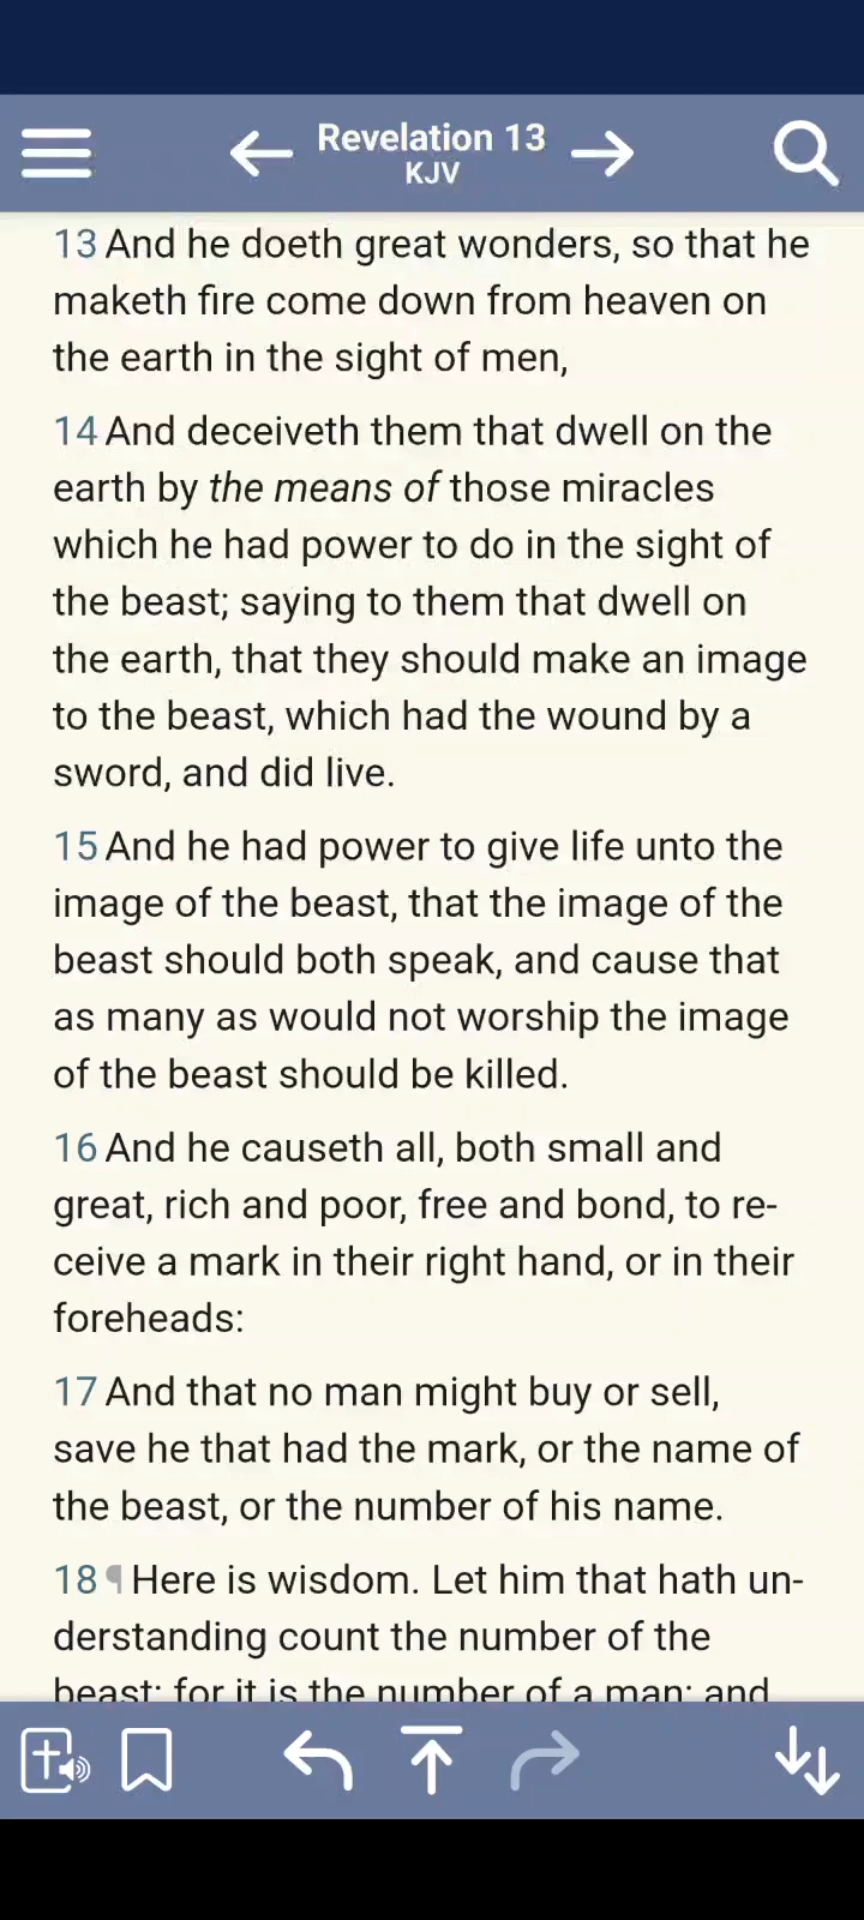 Revelation 13
KJV
13 And he doeth great wonders, so that he
maketh fire come down from heaven on
the earth in the sight of men,
14 And deceiveth them that dwell on the
earth by the means of those miracles
which he had power to do in the sight of
the beast; saying to them that dwell on
the earth, that they should make an image
to the beast, which had the wound by a
sword, and did live.
15 And he had power to give life unto the
image of the beast, that the image of the
beast should both speak, and cause that
as many as would not worship the image
of the beast should be killed.
16 And he causeth all, both small and
great, rich and poor, free and bond, to re-
ceive a mark in their right hand, or in their
foreheads:
17 And that no man might buy or sell,
save he that had the mark, or the name of
the beast, or the number of his name.
18 ¶ Here is wisdom. Let him that hath un-
derstanding count the number of the
beast: for it is the number of a man; and